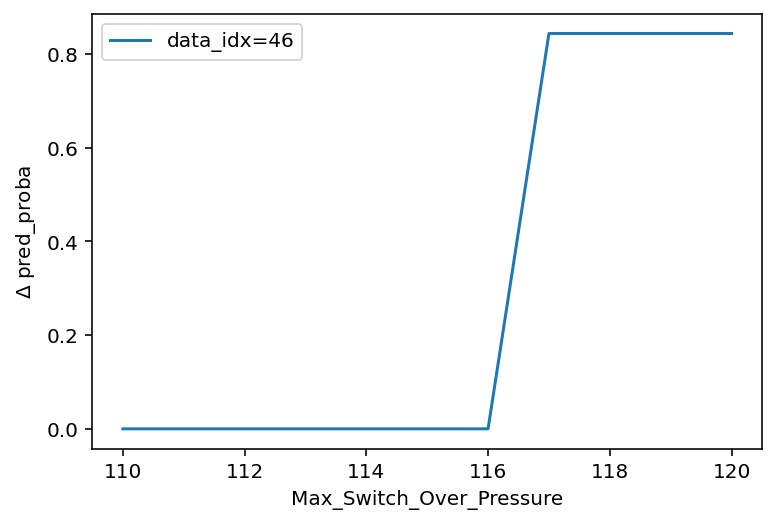 data_idx=46
0.8
0.6
0.4
0.2
0.0
Δ pred_proba
110 112 114 116 118 120
Max_Switch_Over_Pressure